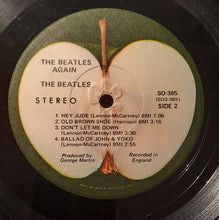 THE BEATLES
AGAIN
THE BEATLES
STEREO
SO-385
(SO2-385)
SIDE 2
1. HEY JUDE
(Lennon-McCartney) BMI 7:06
2. OLD BROWN SHOE (Harrison) BMI 3:16
3. DON'T LET ME DOWN
(Lennon-McCartney) BMI 3:34
4. BALLAD OF JOHN & YOKO
(Lennon-McCartney) BMI 2:55
Produced by
George Martin
Recorded in
England